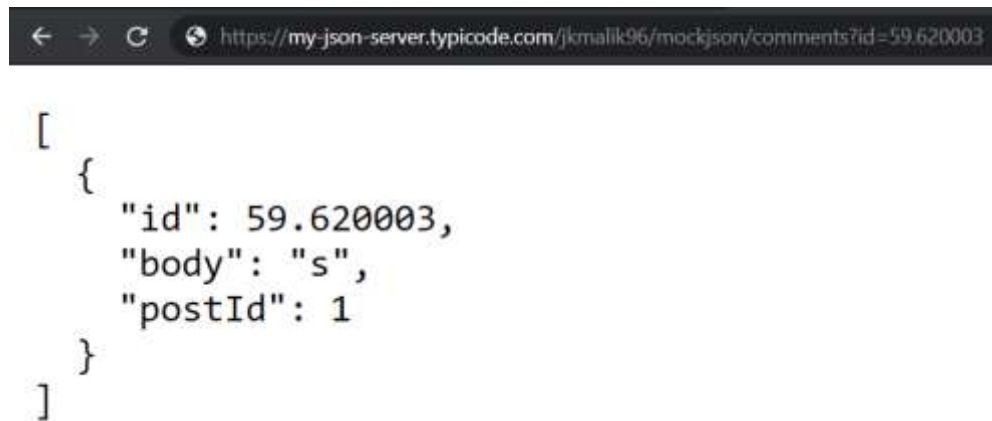 https://my-json-server.typicode.com/jkmalik96/mockjson/comments?id=59.620003
[
{
"id": 59.620003,
"body": "s",
"postId": 1
}
]